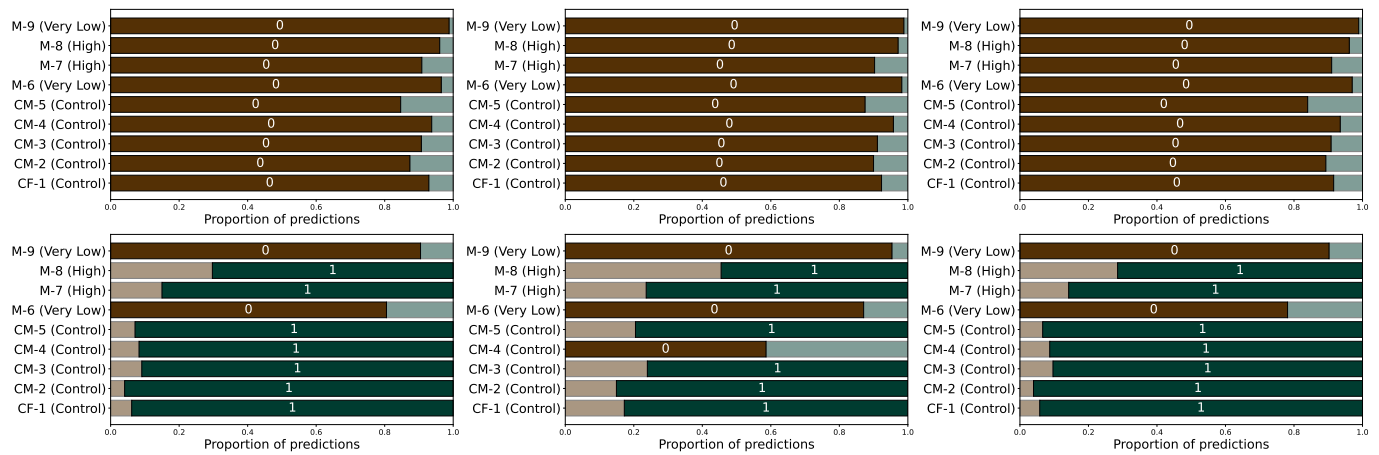 M-9 (Very Low) 0
M-8 (High) 0
M-7 (High) 0
M-6 (Very Low) 0
CM-5 (Control) 0
CM-4 (Control) 0
CM-3 (Control) 0
CM-2 (Control) 0
CF-1 (Control) 0
0.0 0.2 0.4 0.6 0.8 1.0
Proportion of predictions
M-9 (Very Low) 0
M-8 (High) 0
M-7 (High) 0
M-6 (Very Low) 0
CM-5 (Control) 0
CM-4 (Control) 0
CM-3 (Control) 0
CM-2 (Control) 0
CF-1 (Control) 0
0.0 0.2 0.4 0.6 0.8 1.0
Proportion of predictions
M-9 (Very Low) 0
M-8 (High) 0
M-7 (High) 0
M-6 (Very Low) 0
CM-5 (Control) 0
CM-4 (Control) 0
CM-3 (Control) 0
CM-2 (Control) 0
CF-1 (Control) 0
0.0 0.2 0.4 0.6 0.8 1.0
Proportion of predictions
M-9 (Very Low) 0
M-8 (High) 1
M-7 (High) 1
M-6 (Very Low) 0
CM-5 (Control) 1
CM-4 (Control) 1
CM-3 (Control) 1
CM-2 (Control) 1
CF-1 (Control) 1
0.0 0.2 0.4 0.6 0.8 1.0
Proportion of predictions
M-9 (Very Low) 0
M-8 (High) 1
M-7 (High) 1
M-6 (Very Low) 0
CM-5 (Control) 1
CM-4 (Control) 0
CM-3 (Control) 1
CM-2 (Control) 1
CF-1 (Control) 1
0.0 0.2 0.4 0.6 0.8 1.0
Proportion of predictions
M-9 (Very Low) 0
M-8 (High) 1
M-7 (High) 1
M-6 (Very Low) 0
CM-5 (Control) 1
CM-4 (Control) 1
CM-3 (Control) 1
CM-2 (Control) 1
CF-1 (Control) 1
0.0 0.2 0.4 0.6 0.8 1.0
Proportion of predictions